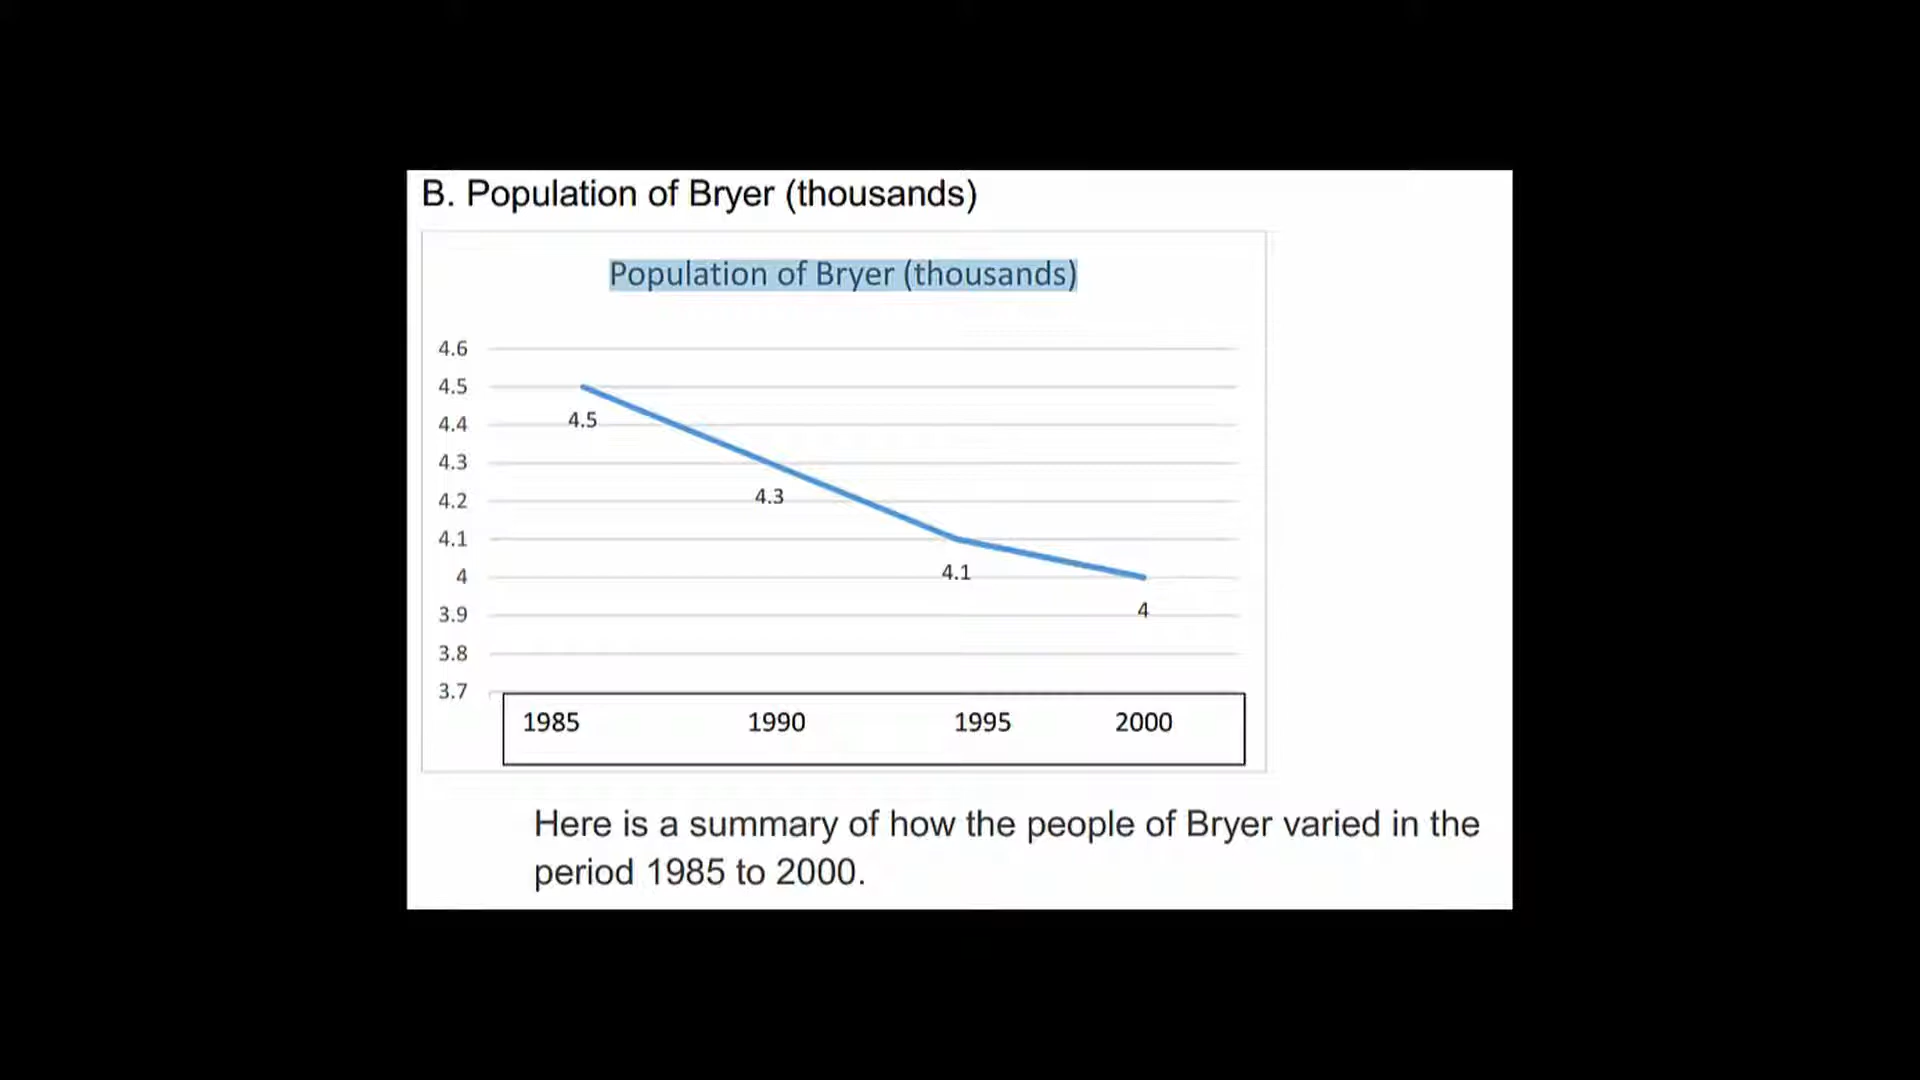 B. Population of Bryer (thousands)
Population of Bryer (thousands)
4.6
4.5
4.5
4.4
4.3
4.3
4.2
4.1
4.1
4
4
3.9
3.8
3.7
1985 1990 1995 2000
Here is a summary of how the people of Bryer varied in the
period 1985 to 2000.